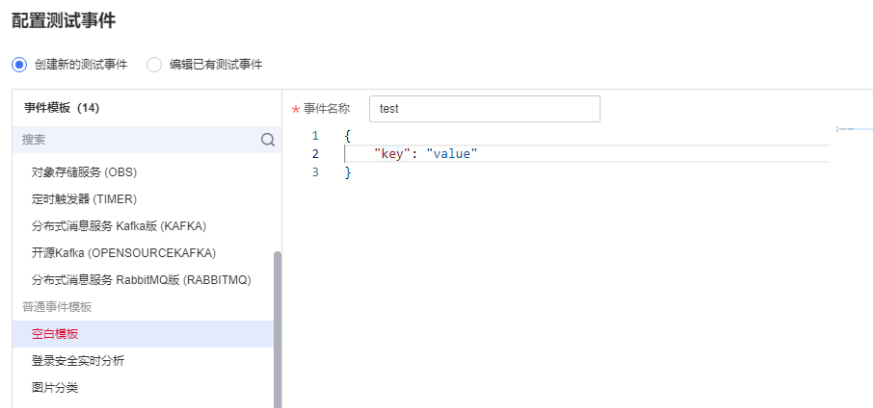 配置测试事件
创建新的测试事件 编辑已有测试事件
事件模板 (14)
搜索
对象存储服务 (OBS)
定时触发器 (TIMER)
分布式消息服务 Kafka版 (KAFKA)
开源Kafka (OPENSOURCEKAFKA)
分布式消息服务 RabbitMQ版 (RABBITMQ)
普通事件模板
空白模板
登录安全实时分析
图片分类
* 事件名称 test
1 {
2 "key": "value"
3 }